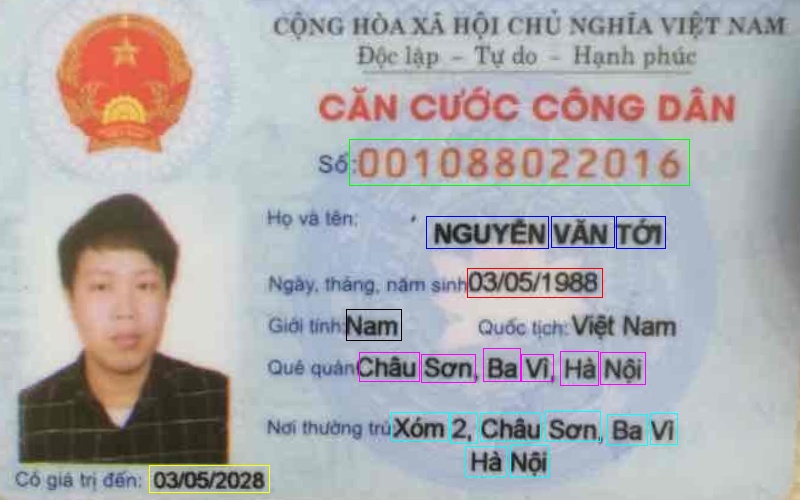 CỘNG HÒA XÃ HỘI CHỦ NGHĨA VIỆT NAM
Độc lập - Tự do - Hạnh phúc
CĂN CƯỚC CÔNG DÂN
Số: 001088022016
Họ và tên: NGUYỄN VĂN TỚI
Ngày, tháng, năm sinh 03/05/1988
Giới tính: Nam Quốc tịch: Việt Nam
Quê quán Châu Sơn, Ba Vì, Hà Nội
Nơi thường trú Xóm 2, Châu Sơn, Ba Vì
Hà Nội
Có giá trị đến: 03/05/2028